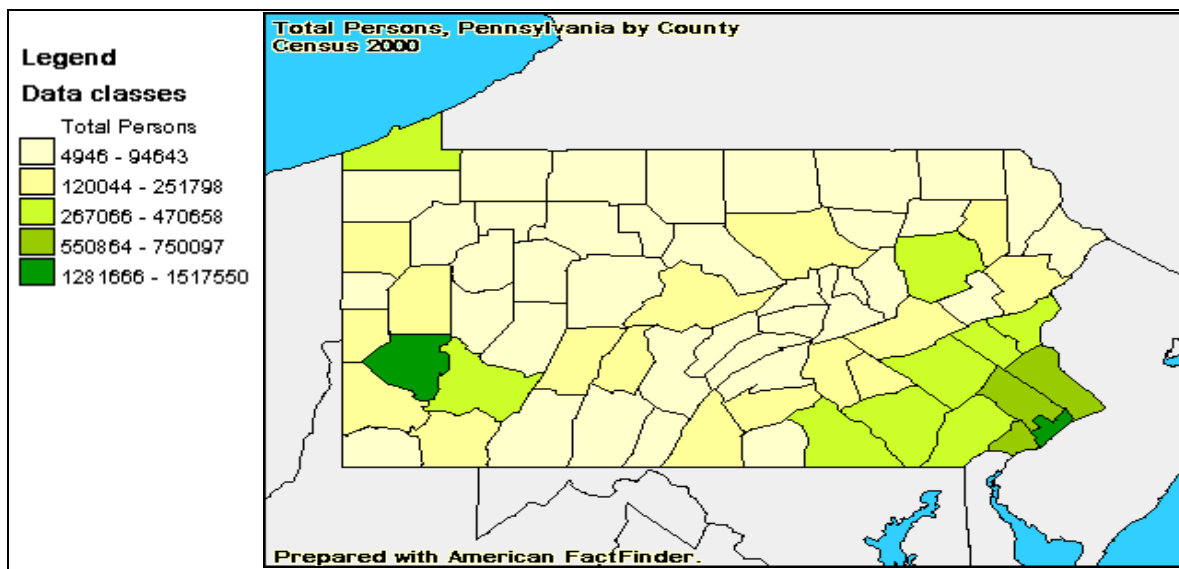 Total Persons, Pennsylvania by County
Census 2000
Legend
Data classes
Total Persons
4946 - 94643
120044 - 251798
267066 - 470658
550864 - 750097
1281666 - 1517550
Prepared with American FactFinder.